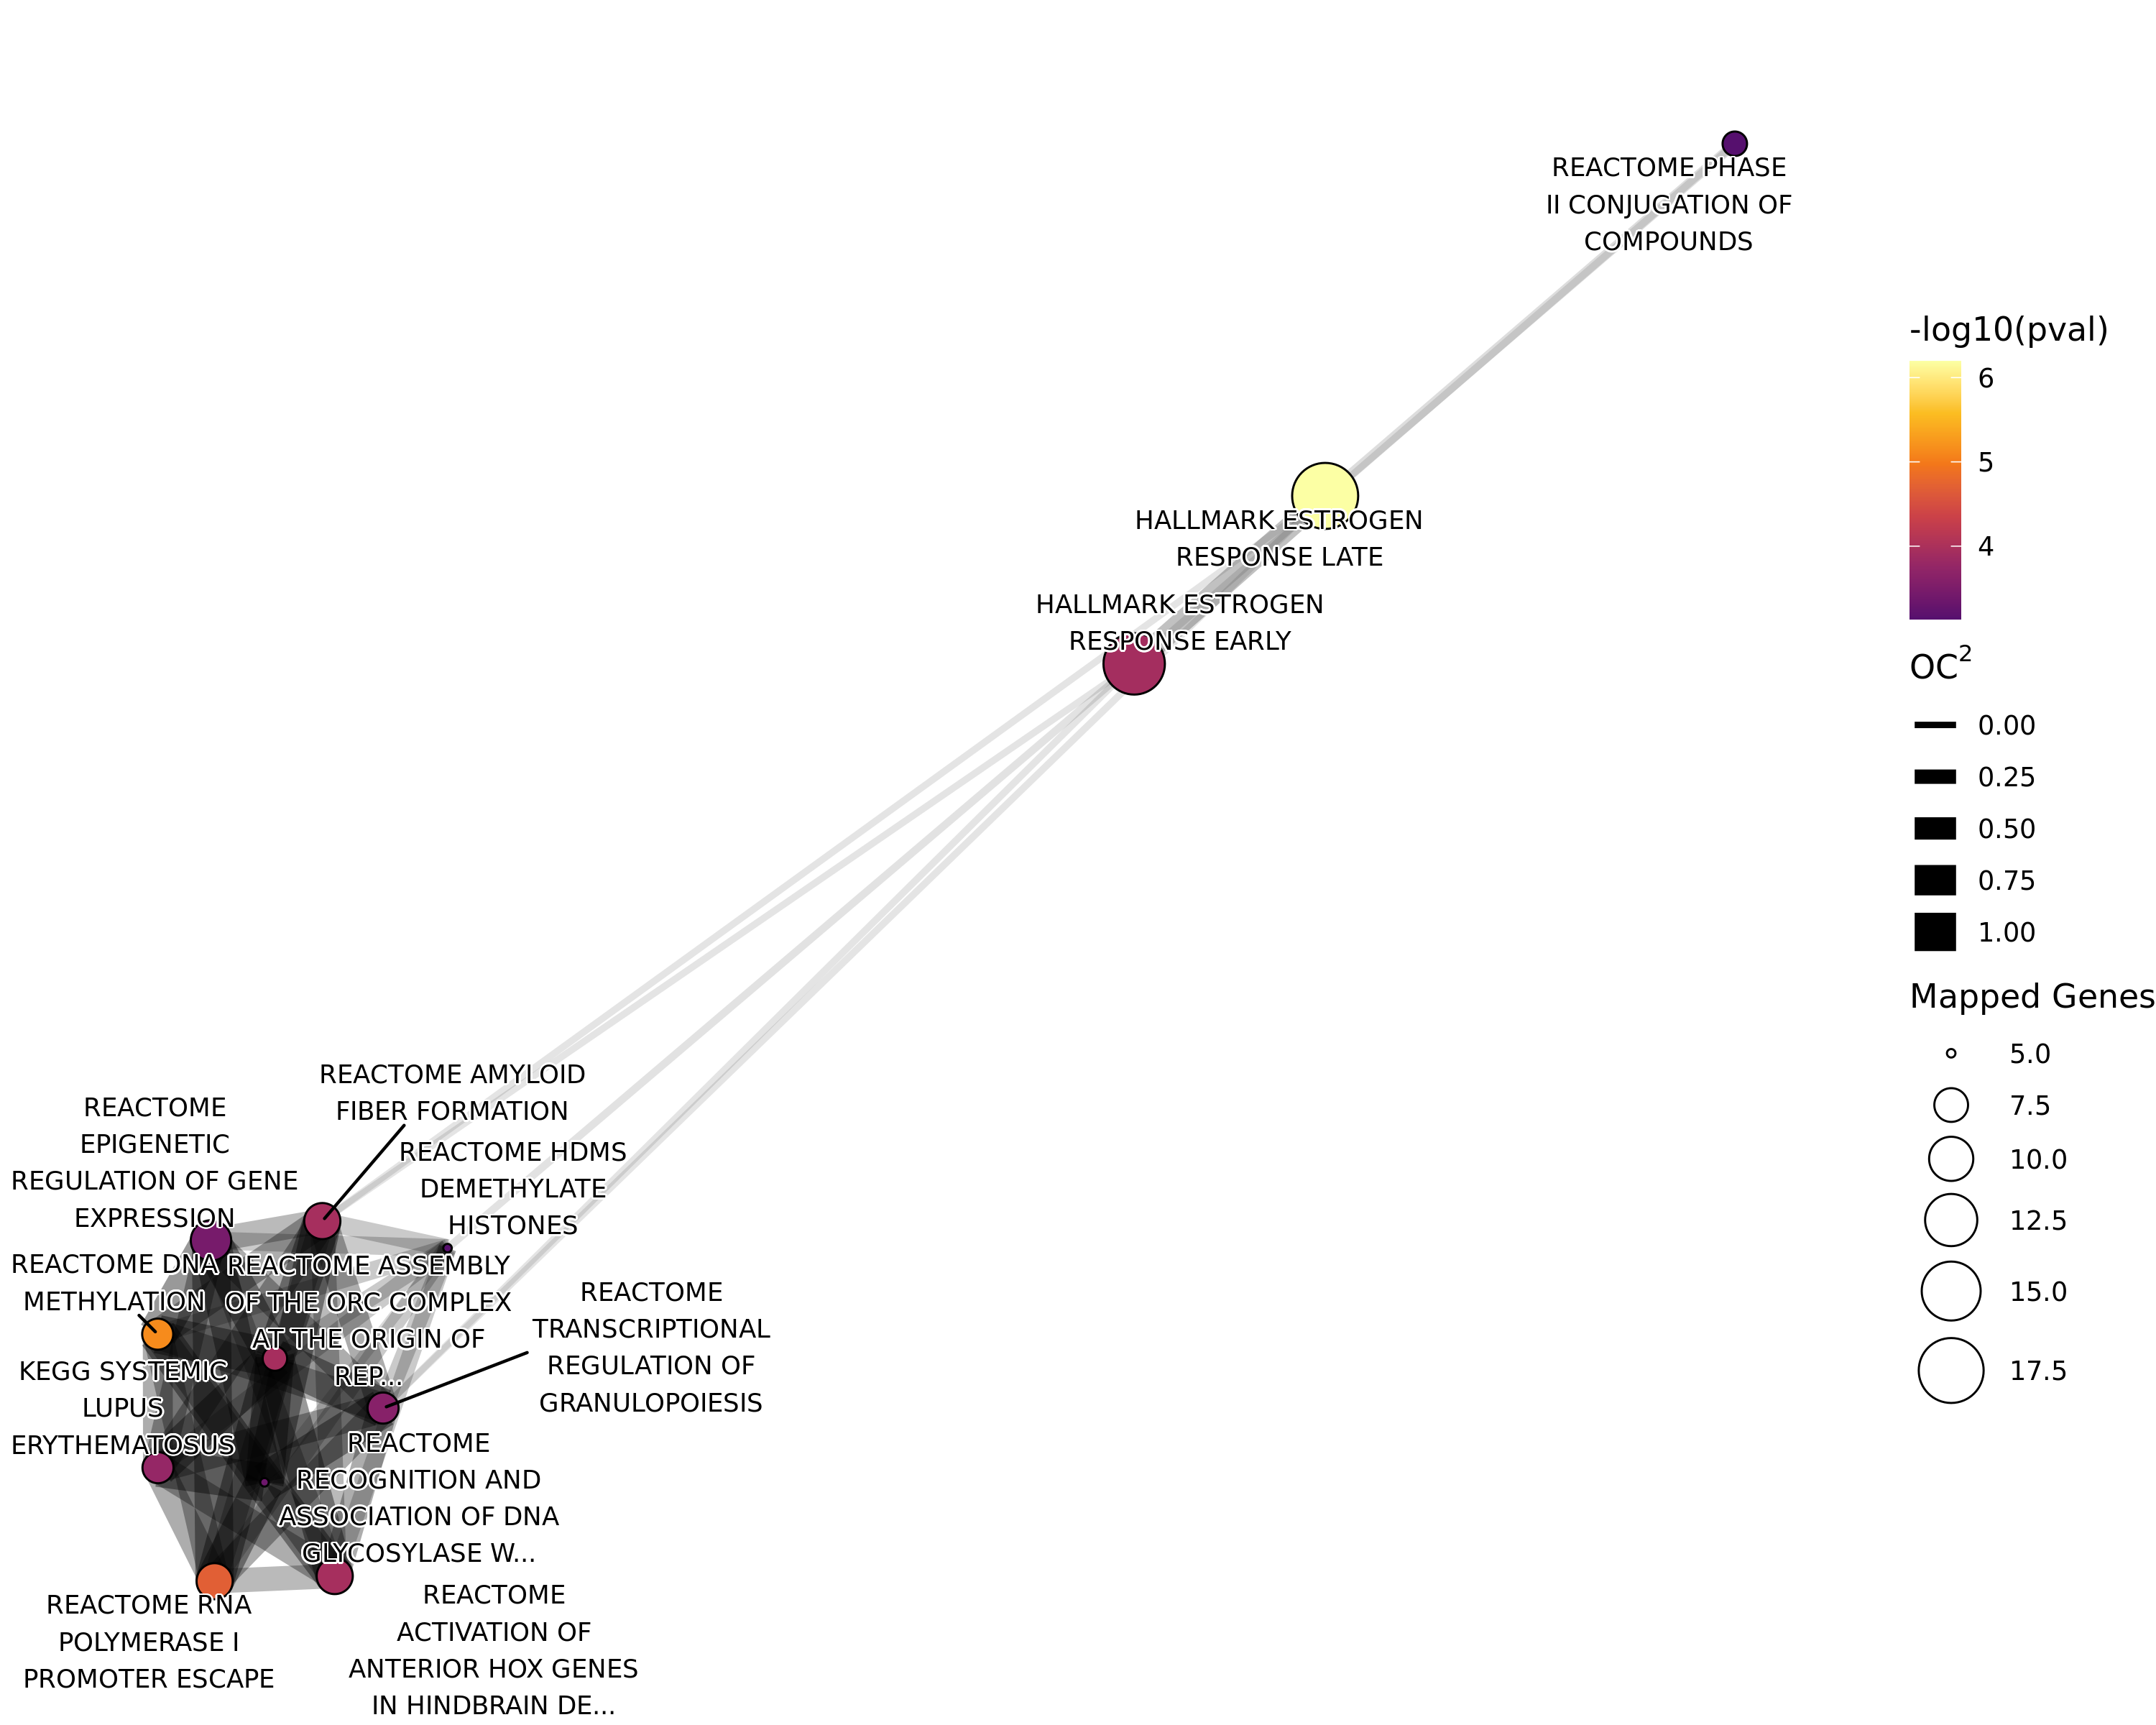 REACTOME PHASE
II CONJUGATION OF
COMPOUNDS
HALLMARK ESTROGEN
RESPONSE LATE
HALLMARK ESTROGEN
RESPONSE EARLY
REACTOME AMYLOID
FIBER FORMATION
REACTOME
EPIGENETIC
REGULATION OF GENE
EXPRESSION
REACTOME HDMS
DEMETHYLATE
HISTONES
REACTOME DNA
METHYLATION
REACTOME ASSEMBLY
OF THE ORC COMPLEX
AT THE ORIGIN OF
REP...
REACTOME
TRANSCRIPTIONAL
REGULATION OF
GRANULOPOIESIS
KEGG SYSTEMIC
LUPUS
ERYTHEMATOSUS
REACTOME
RECOGNITION AND
ASSOCIATION OF DNA
GLYCOSYLASE W...
REACTOME RNA
POLYMERASE I
PROMOTER ESCAPE
REACTOME
ACTIVATION OF
ANTERIOR HOX GENES
IN HINDBRAIN DE...
-log10(pval)
6
5
4
OC²
0.00
0.25
0.50
0.75
1.00
Mapped Genes
5.0
7.5
10.0
12.5
15.0
17.5